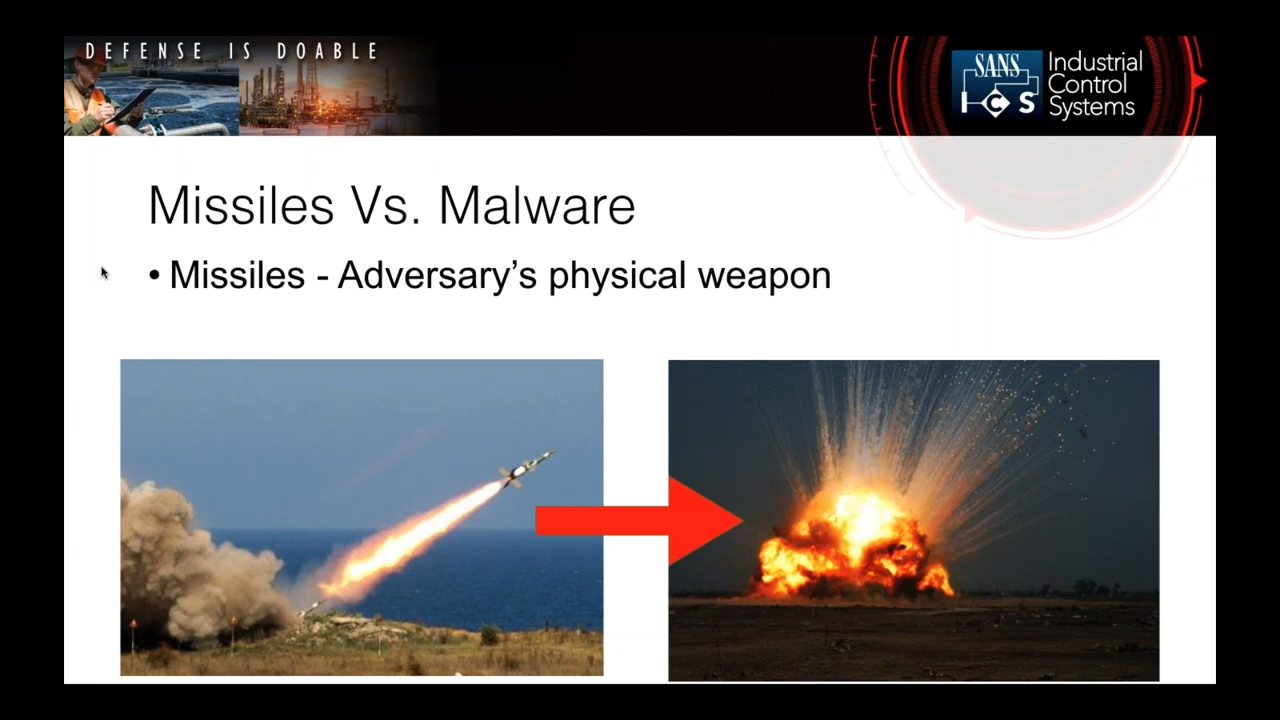 DEFENSE IS DOABLE
SANS
ICS
Industrial
Control
Systems
Missiles Vs. Malware
• Missiles - Adversary's physical weapon